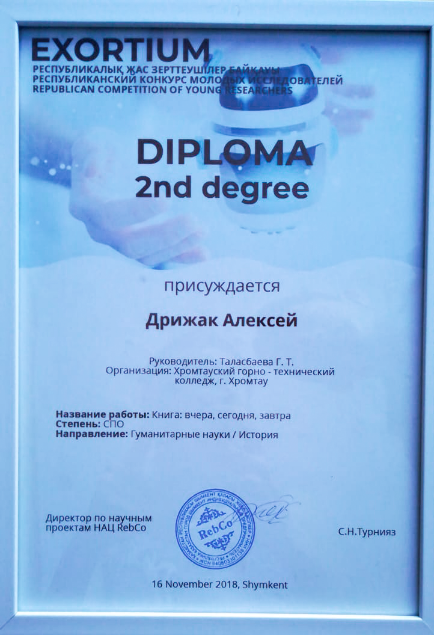 EXORTIUM
РЕСПУБЛИКАЛЫҚ ЖАС ЗЕРТТЕУШІЛЕР БАЙҚАУЫ
РЕСПУБЛИКАНСКИЙ КОНКУРС МОЛОДЫХ ИССЛЕДОВАТЕЛЕЙ
REPUBLICAN COMPETITION OF YOUNG RESEARCHERS
DIPLOMA
2nd degree
присуждается
Дрижак Алексей
Руководитель: Таласбаева Г. Т.
Организация: Хромтауский горно - технический
колледж, г. Хромтау
Название работы: Книга: вчера, сегодня, завтра
Степень: СПО
Направление: Гуманитарные науки / История
Директор по научным
проектам НАЦ RebCo
RebCo
С.Н.Турнияз
16 November 2018, Shymkent